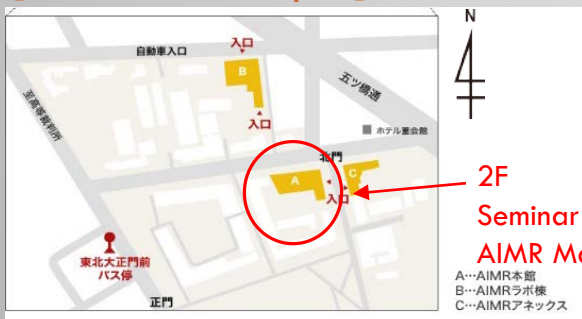 N
入口
自動車入口
B
五ツ橋通
至高等裁判所
入口
ホテル菫会館
北門
A
C
入口
2F
Seminar
AIMR
東北大正門前
バス停
正門
A…AIMR本館
B…AIMRラボ棟
C…AIMRアネックス